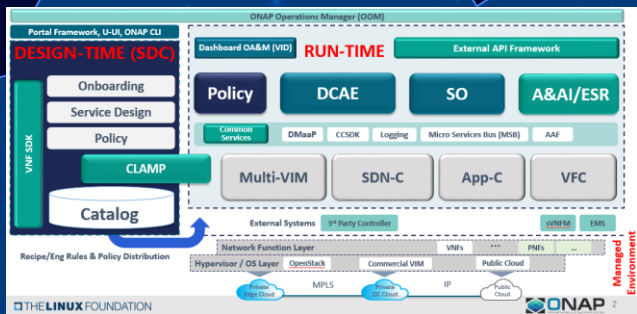 ONAP Operations Manager (OOM)
Portal Framework, U-UI, ONAP CLI
DESIGN-TIME (SDC)
VNF SDK
Onboarding
Service Design
Policy
CLAMP
Catalog
Recipe/Eng Rules & Policy Distribution
Dashboard OA&M (VID)
RUN-TIME
External API Framework
Policy
DCAE
SO
A&AI/ESR
Common
Services
DMaaP
CCSDK
Logging
Micro Services Bus (MSB)
AAF
Multi-VIM
SDN-C
App-C
VFC
External Systems
3rd Party Controller
sVNFM
EMS
Network Function Layer
VNFs
...
PNFs
...
Hypervisor / OS Layer
OpenStack
Commercial VIM
Public Cloud
Private
Edge Cloud
MPLS
Private
DC Cloud
IP
Public
Cloud
Managed
Environment
THE LINUX FOUNDATION
ONAP
2